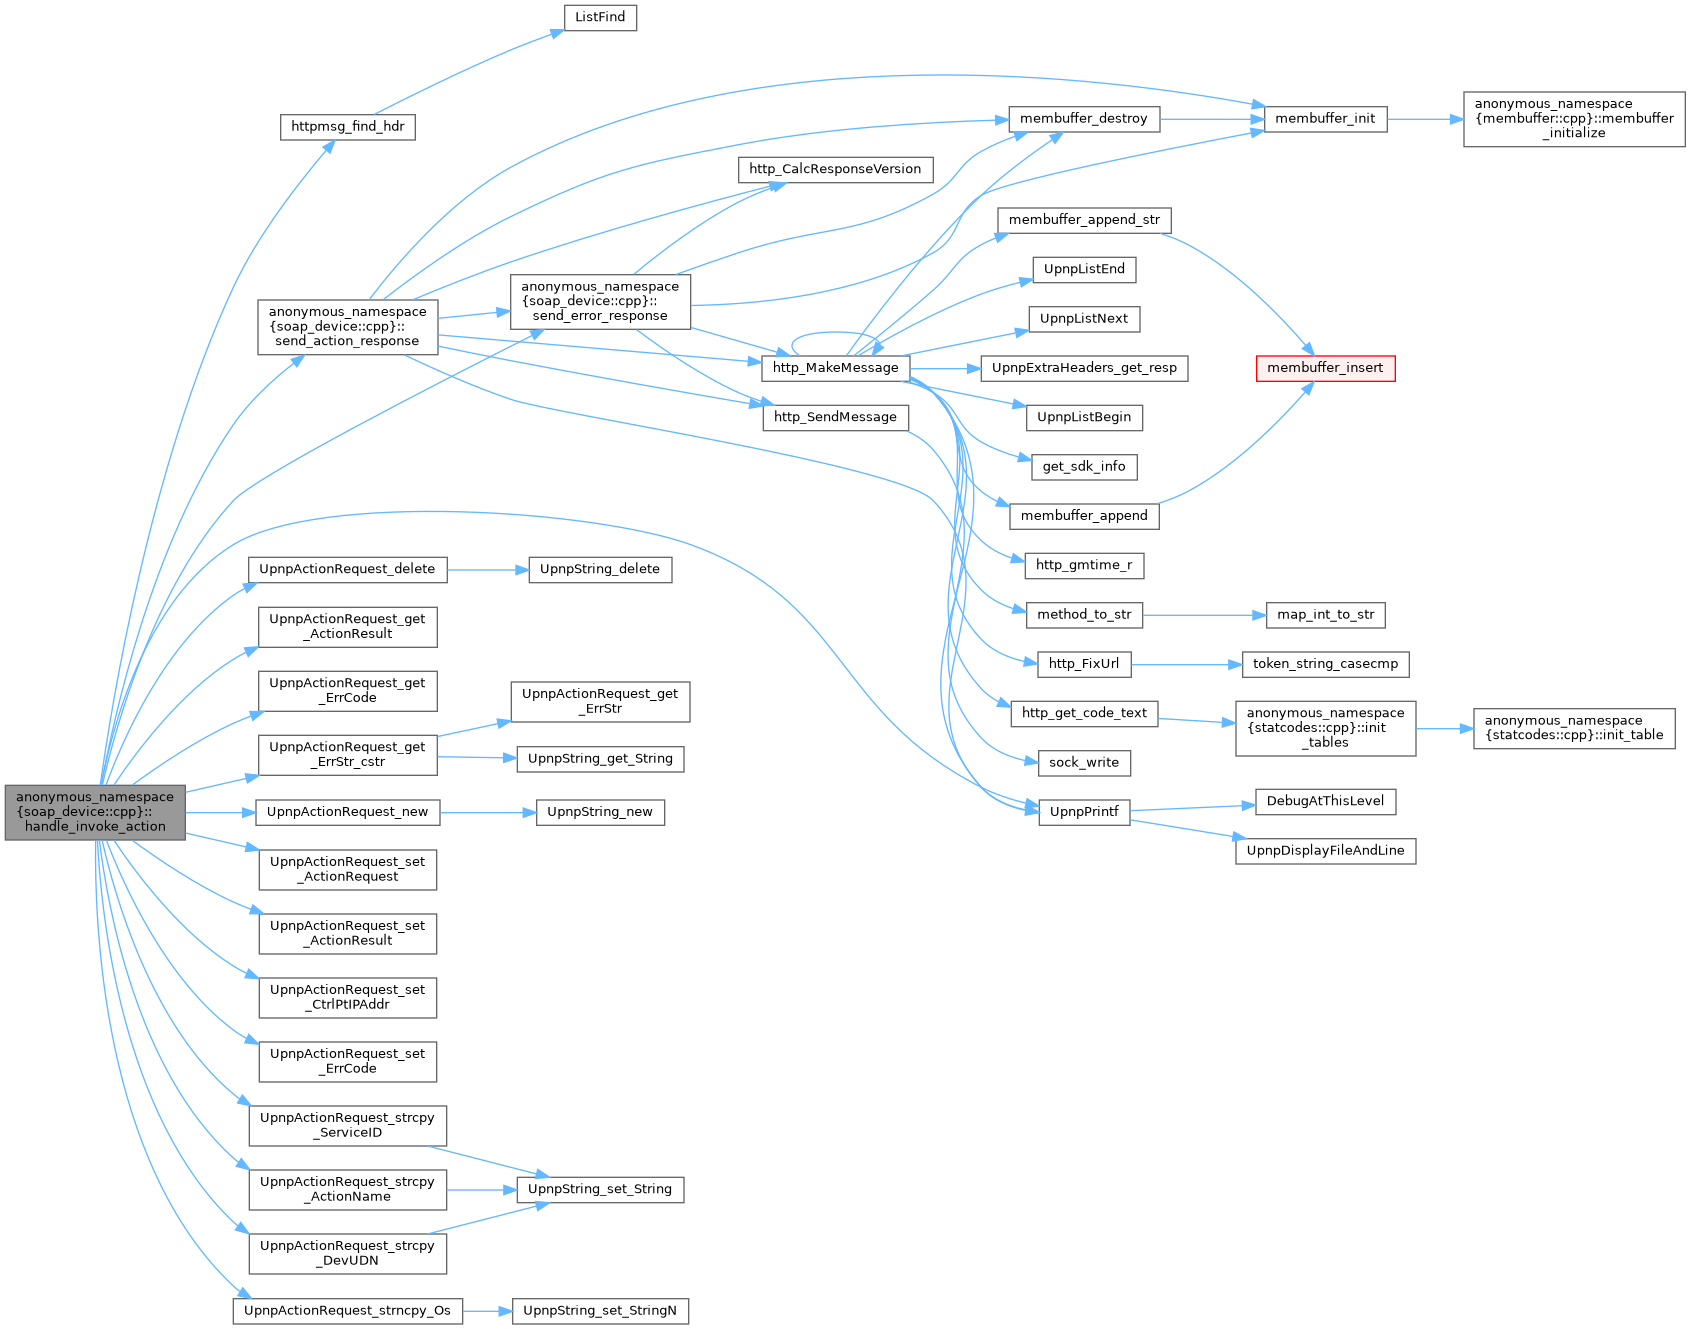 ListFind
httpmsg_find_hdr
anonymous_namespace
{membuffer::cpp}::membuffer
_initialize
membuffer_destroy
membuffer_init
http_CalcResponseVersion
membuffer_append_str
UpnpListEnd
anonymous_namespace
{soap_device::cpp}::
send_error_response
anonymous_namespace
{soap_device::cpp}::
send_action_response
UpnpListNext
http_MakeMessage
UpnpExtraHeaders_get_resp
membuffer_insert
http_SendMessage
UpnpListBegin
get_sdk_info
membuffer_append
http_gmtime_r
UpnpActionRequest_delete
UpnpString_delete
method_to_str
map_int_to_str
UpnpActionRequest_get
_ActionResult
http_FixUrl
token_string_casecmp
UpnpActionRequest_get
_ErrCode
UpnpActionRequest_get
_ErrStr
http_get_code_text
anonymous_namespace
{statcodes::cpp}::init
_tables
anonymous_namespace
{statcodes::cpp}::init_table
UpnpActionRequest_get
_ErrStr_cstr
UpnpString_get_String
sock_write
anonymous_namespace
{soap_device::cpp}::
handle_invoke_action
UpnpActionRequest_new
UpnpString_new
UpnpPrintf
DebugAtThisLevel
UpnpDisplayFileAndLine
UpnpActionRequest_set
_ActionRequest
UpnpActionRequest_set
_ActionResult
UpnpActionRequest_set
_CtrlPtIPAddr
UpnpActionRequest_set
_ErrCode
UpnpActionRequest_strcpy
_ServiceID
UpnpActionRequest_strcpy
_ActionName
UpnpString_set_String
UpnpActionRequest_strcpy
_DevUDN
UpnpActionRequest_strncpy_Os
UpnpString_set_StringN